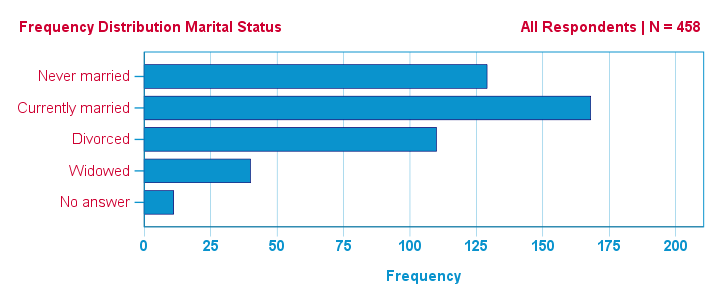 Frequency Distribution Marital Status
All Respondents | N = 458
Never married
Currently married
Divorced
Widowed
No answer
0 25 50 75 100 125 150 175 200
Frequency